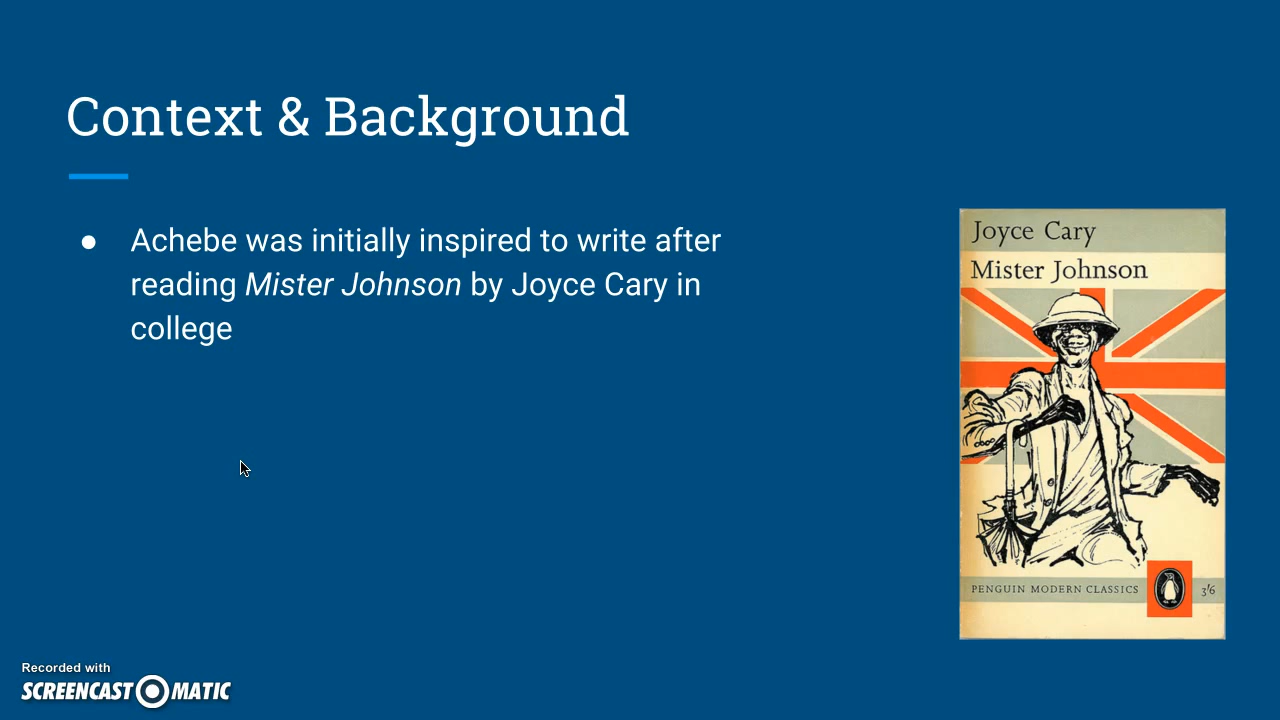 Context & Background
● Achebe was initially inspired to write after
reading Mister Johnson by Joyce Cary in
college
Joyce Cary
Mister Johnson
PENGUIN MODERN CLASSICS
3'6
Recorded with
SCREENCAST MATIC